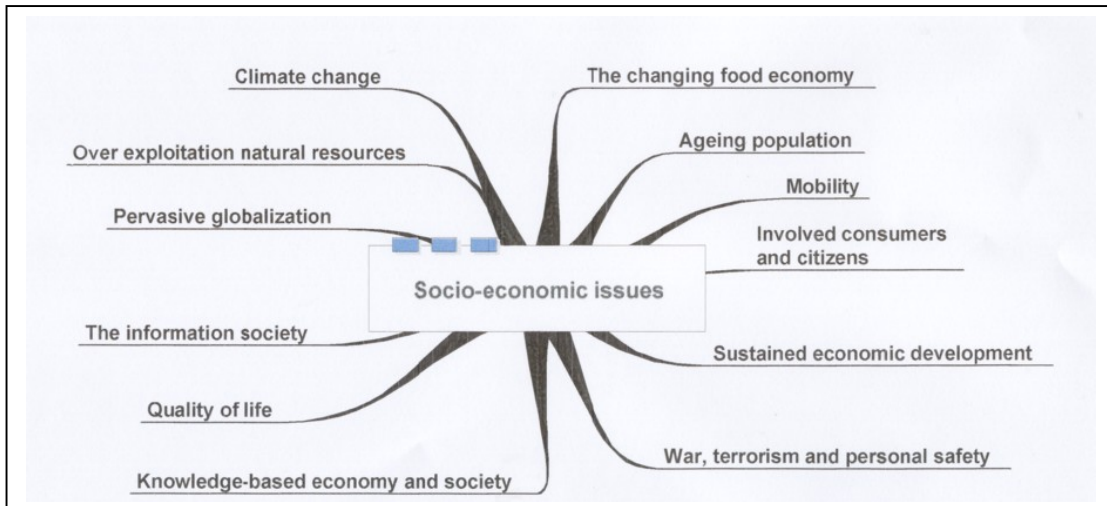 Climate change
The changing food economy
Over exploitation natural resources
Ageing population
Mobility
Pervasive globalization
Involved consumers
and citizens
Socio-economic issues
The information society
Sustained economic development
Quality of life
War, terrorism and personal safety
Knowledge-based economy and society